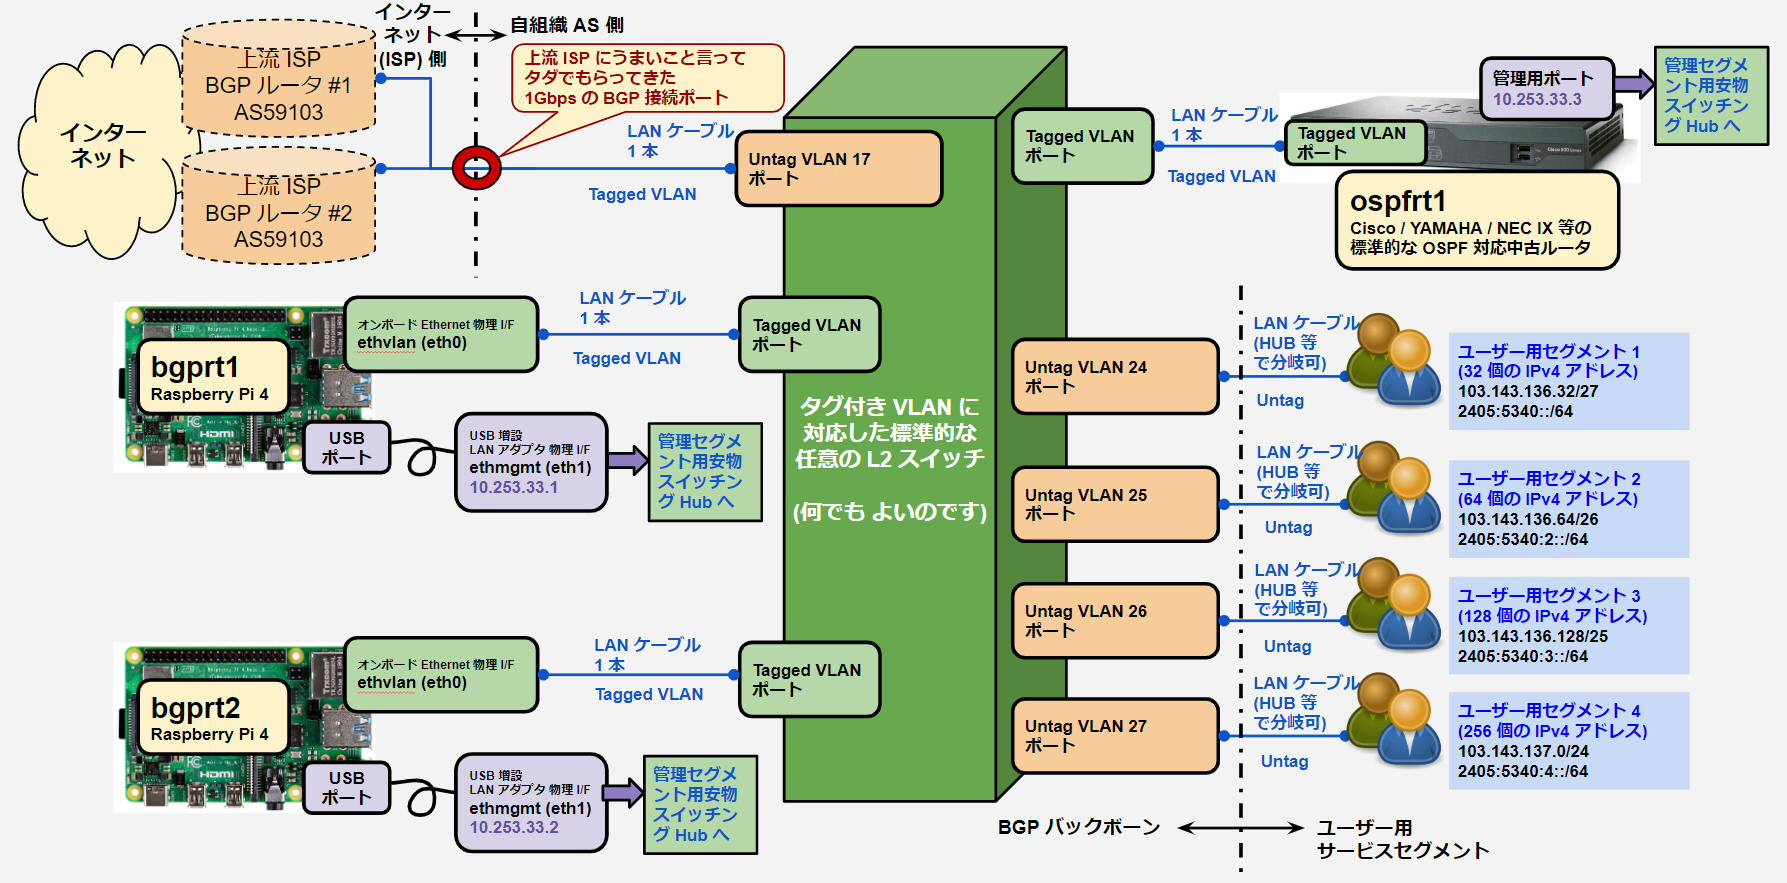 インター
ネット
(ISP) 側
自組織 AS 側
上流 ISP
BGP ルータ #1
AS59103
インター
ネット
上流 ISP
BGP ルータ #2
AS59103
上流 ISP にうまいこと言って
タダでもらってきた
1Gbps の BGP 接続ポート
LAN ケーブル
1 本
Tagged VLAN
Untag VLAN 17
ポート
Tagged VLAN
ポート
LAN ケーブル
1 本
Tagged VLAN
Tagged VLAN
ポート
管理用ポート
10.253.33.3
管理セグメ
ント用安物
スイッチン
グ Hub へ
ospfrt1
Cisco / YAMAHA / NEC IX 等の
標準的な OSPF 対応中古ルータ
bgprt1
Raspberry Pi 4
オンボード Ethernet 物理 I/F
ethvlan (eth0)
LAN ケーブル
1 本
Tagged VLAN
Tagged VLAN
ポート
USB
ポート
USB 増設
LAN アダプタ 物理 I/F
ethmgmt (eth1)
10.253.33.1
管理セグメ
ント用安物
スイッチン
グ Hub へ
タグ付き VLAN に
対応した標準的な
任意の L2 スイッチ
(何でも よいのです)
Untag VLAN 24
ポート
LAN ケーブル
(HUB 等
で分岐可)
Untag
ユーザー用セグメント 1
(32 個の IPv4 アドレス)
103.143.136.32/27
2405:5340::/64
Untag VLAN 25
ポート
LAN ケーブル
(HUB 等
で分岐可)
Untag
ユーザー用セグメント 2
(64 個の IPv4 アドレス)
103.143.136.64/26
2405:5340:2::/64
Untag VLAN 26
ポート
LAN ケーブル
(HUB 等
で分岐可)
Untag
ユーザー用セグメント 3
(128 個の IPv4 アドレス)
103.143.136.128/25
2405:5340:3::/64
Untag VLAN 27
ポート
LAN ケーブル
(HUB 等
で分岐可)
Untag
ユーザー用セグメント 4
(256 個の IPv4 アドレス)
103.143.137.0/24
2405:5340:4::/64
bgprt2
Raspberry Pi 4
オンボード Ethernet 物理 I/F
ethvlan (eth0)
LAN ケーブル
1 本
Tagged VLAN
Tagged VLAN
ポート
USB
ポート
USB 増設
LAN アダプタ 物理 I/F
ethmgmt (eth1)
10.253.33.2
管理セグメ
ント用安物
スイッチン
グ Hub へ
BGP バックボーン
ユーザー用
サービスセグメント
HDMI
HDMI